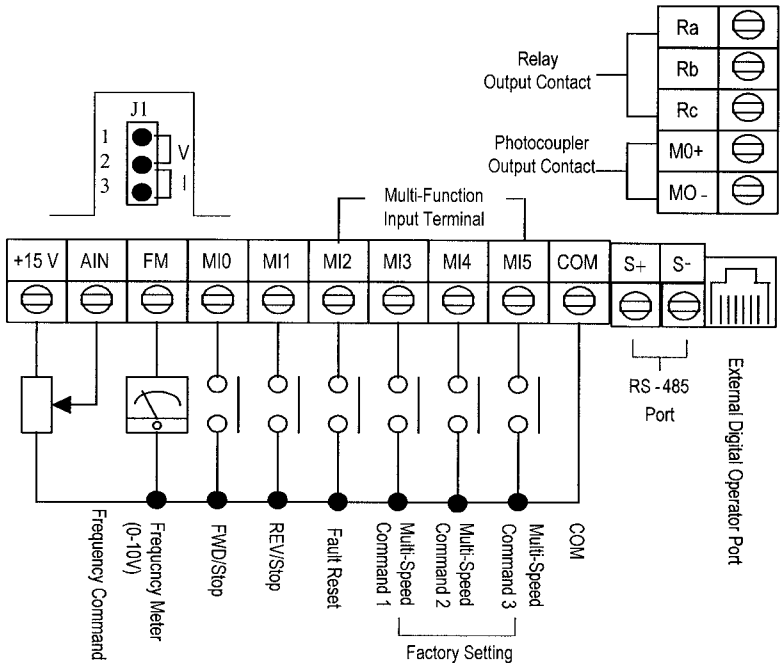 Ra
Relay
Output Contact
Rb
Rc
Photocoupler
Output Contact
M0+
MO -
J1
1
2
3
V
I
Multi-Function
Input Terminal
+15 V AIN FM MI0 MI1 MI2 MI3 MI4 MI5 COM S+ S-
RS - 485
Port
External Digital Operator Port
Frequency Command
Frequcncy Meter
(0-10V)
FWD/Stop
REV/Stop
Fault Reset
Multi-Speed
Command 1
Multi-Speed
Command 2
Multi-Speed
Command 3
COM
Factory Setting